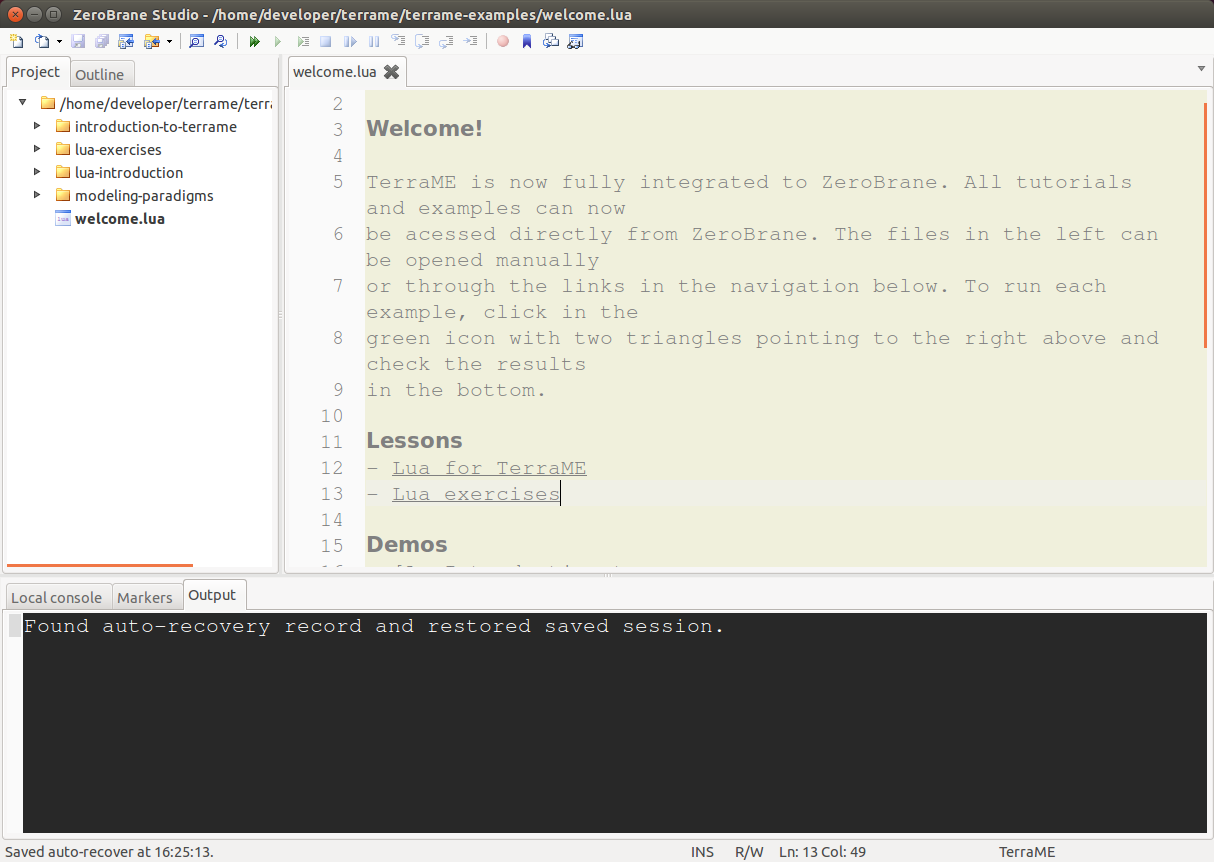 ZeroBrane Studio - /home/developer/terrame/terrame-examples/welcome.lua
Project
Outline
/home/developer/terrame/terra
introduction-to-terrame
lua-exercises
lua-introduction
modeling-paradigms
welcome.lua
welcome.lua
2
3 Welcome!
4
5 TerraME is now fully integrated to ZeroBrane. All tutorials
and examples can now
6 be acessed directly from ZeroBrane. The files in the left can
be opened manually
7 or through the links in the navigation below. To run each
example, click in the
8 green icon with two triangles pointing to the right above and
check the results
9 in the bottom.
10
11 Lessons
12 - Lua for TerraME
13 - Lua exercises
14
15 Demos
Local console
Markers
Output
Found auto-recovery record and restored saved session.
Saved auto-recover at 16:25:13.
INS
R/W
Ln: 13 Col: 49
TerraME